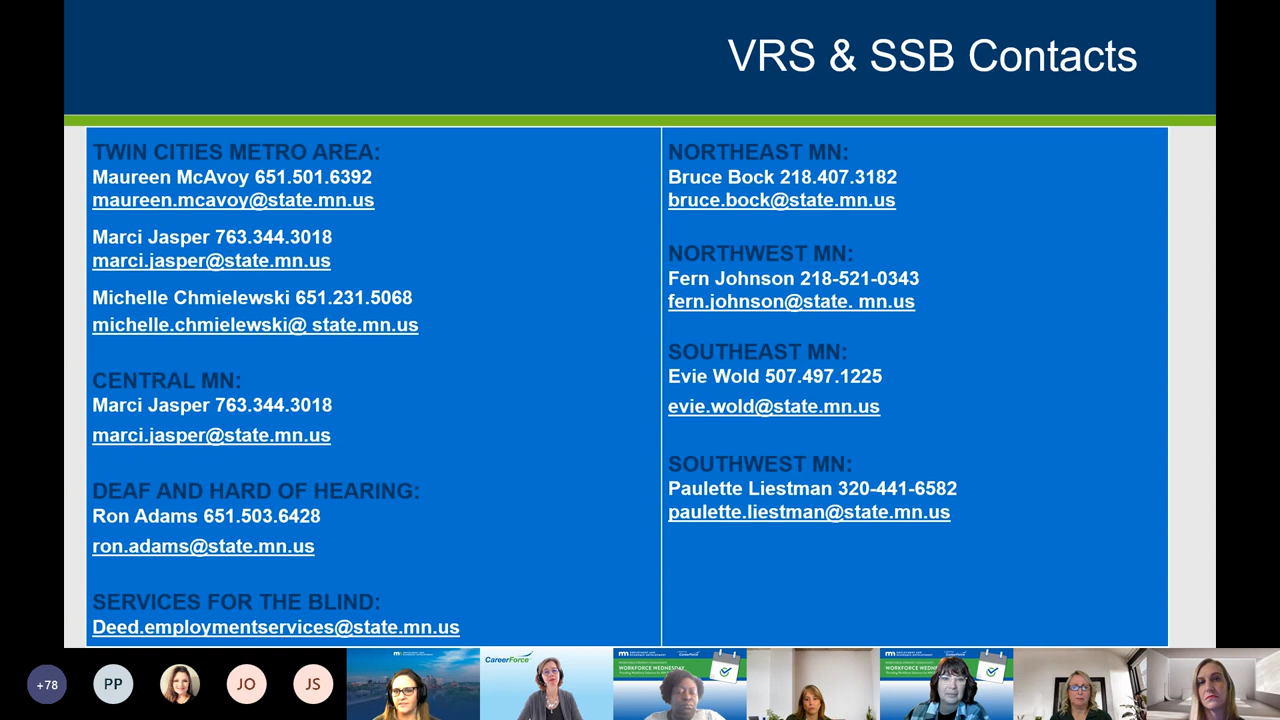 VRS & SSB Contacts
TWIN CITIES METRO AREA:
Maureen McAvoy 651.501.6392
maureen.mcavoy@state.mn.us
Marci Jasper 763.344.3018
marci.jasper@state.mn.us
Michelle Chmielewski 651.231.5068
michelle.chmielewski@ state.mn.us
CENTRAL MN:
Marci Jasper 763.344.3018
marci.jasper@state.mn.us
DEAF AND HARD OF HEARING:
Ron Adams 651.503.6428
ron.adams@state.mn.us
SERVICES FOR THE BLIND:
Deed.employmentservices@state.mn.us
NORTHEAST MN:
Bruce Bock 218.407.3182
bruce.bock@state.mn.us
NORTHWEST MN:
Fern Johnson 218-521-0343
fern.johnson@state. mn.us
SOUTHEAST MN:
Evie Wold 507.497.1225
evie.wold@state.mn.us
SOUTHWEST MN:
Paulette Liestman 320-441-6582
paulette.liestman@state.mn.us
+78
PP
JO
JS
CareerForce
WORKFORCE WEDNESDAY
WORKFORCE WEDN